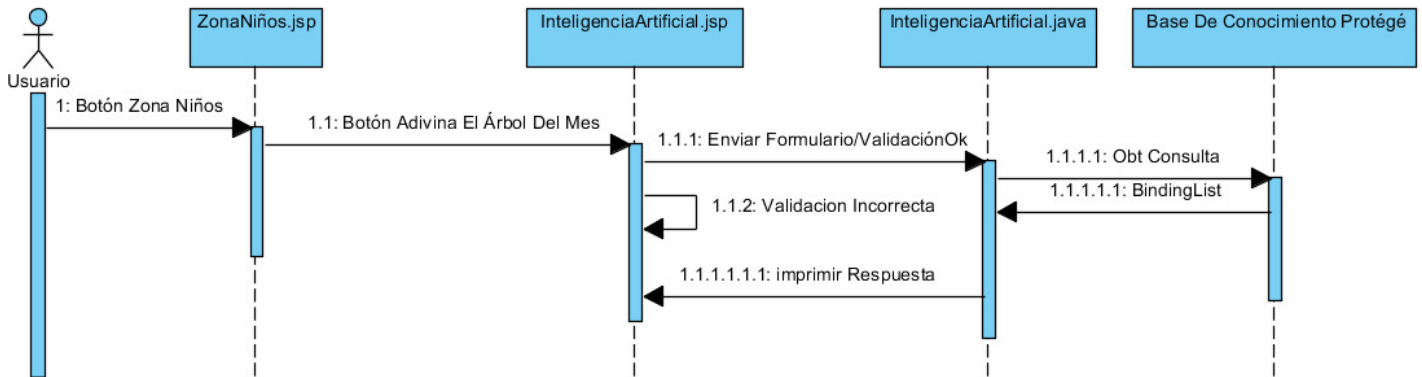 ZonaNiños.jsp
InteligenciaArtificial.jsp
InteligenciaArtificial.java
Base De Conocimiento Protégé
Usuario
1: Botón Zona Niños
1.1: Botón Adivina El Árbol Del Mes
1.1.1: Enviar Formulario/ValidaciónOk
1.1.1.1: Obt Consulta
1.1.1.1.1: BindingList
1.1.2: Validacion Incorrecta
1.1.1.1.1.1: imprimir Respuesta